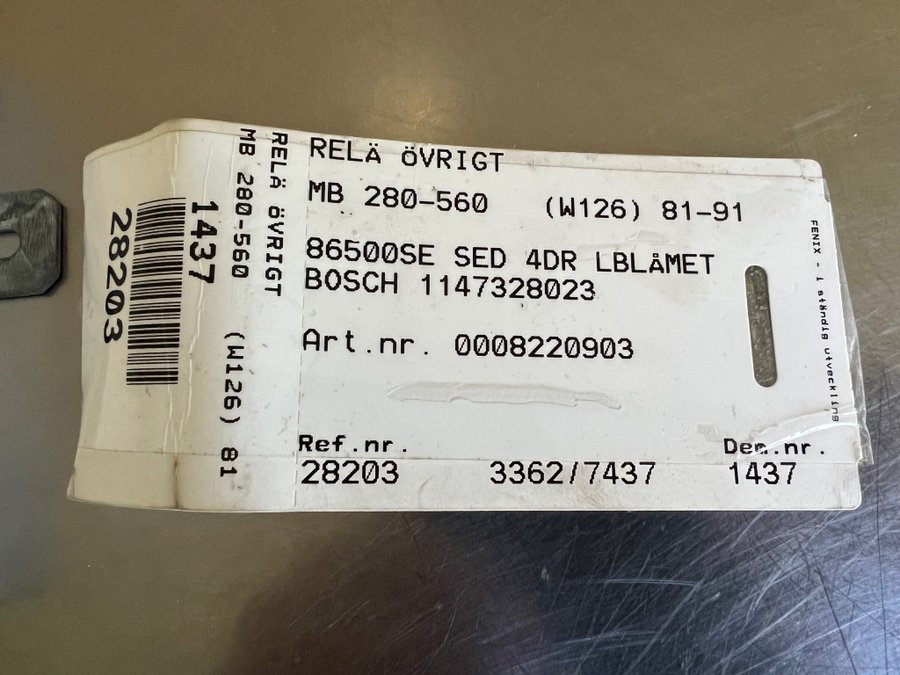 RELÄ ÖVRIGT
MB 280-560 (W126) 81-91
86500SE SED 4DR LBLÅMET
BOSCH 1147328023
Art.nr. 0008220903
Ref.nr. Dem.nr.
28203 3362/7437 1437
FENIX - i ständig utveckling
RELÄ ÖVRIGT
MB 280-560 (W126) 81
1437
28203